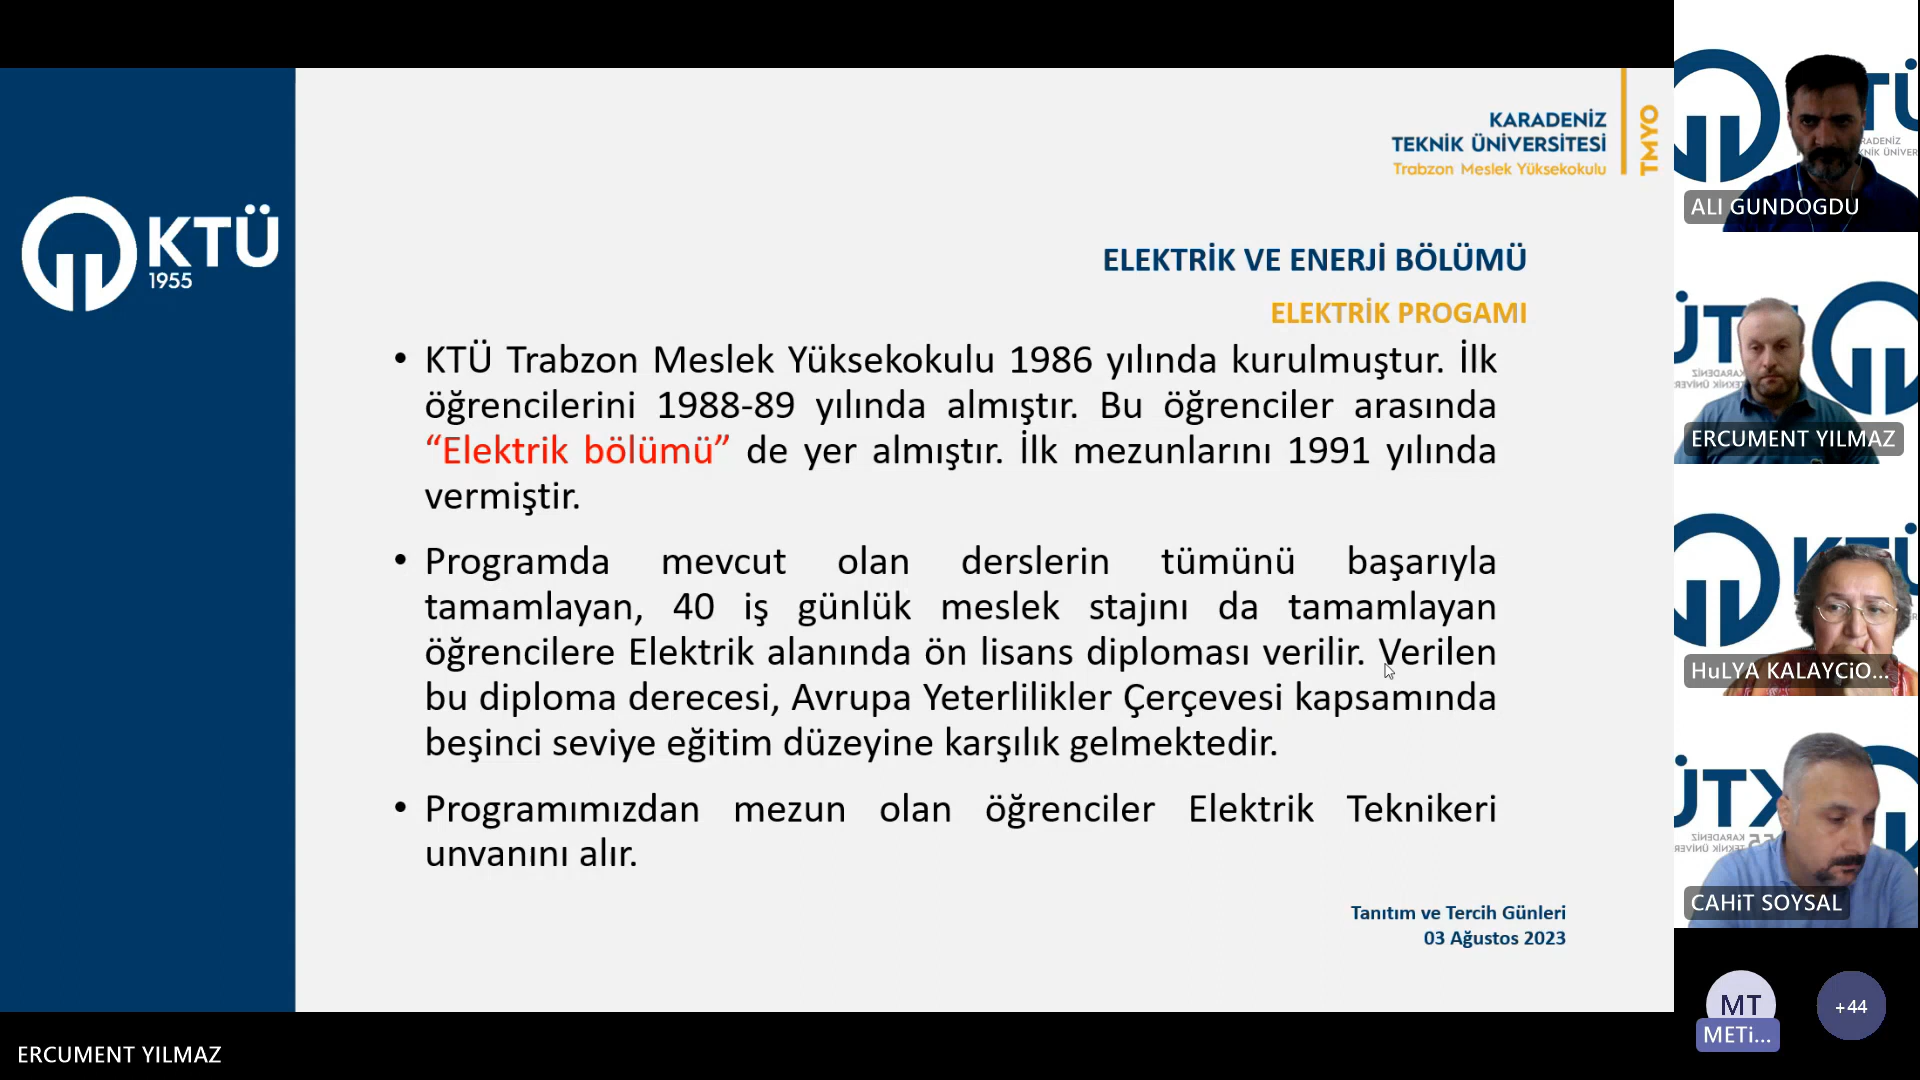 KTÜ
1955
KARADENİZ
TEKNİK ÜNİVERSİTESİ
Trabzon Meslek Yüksekokulu
TMYO
ELEKTRİK VE ENERJİ BÖLÜMÜ
ELEKTRİK PROGAMI
• KTÜ Trabzon Meslek Yüksekokulu 1986 yılında kurulmuştur. İlk
öğrencilerini 1988-89 yılında almıştır. Bu öğrenciler arasında
“Elektrik bölümü” de yer almıştır. İlk mezunlarını 1991 yılında
vermiştir.
• Programda mevcut olan derslerin tümünü başarıyla
tamamlayan, 40 iş günlük meslek stajını da tamamlayan
öğrencilere Elektrik alanında ön lisans diploması verilir. Verilen
bu diploma derecesi, Avrupa Yeterlilikler Çerçevesi kapsamında
beşinci seviye eğitim düzeyine karşılık gelmektedir.
• Programımızdan mezun olan öğrenciler Elektrik Teknikeri
unvanını alır.
Tanıtım ve Tercih Günleri
03 Ağustos 2023
ERCUMENT YILMAZ
ALI GUNDOGDU
ERCUMENT YILMAZ
HuLYA KALAYCiO...
CAHiT SOYSAL
MT
METi...
+44